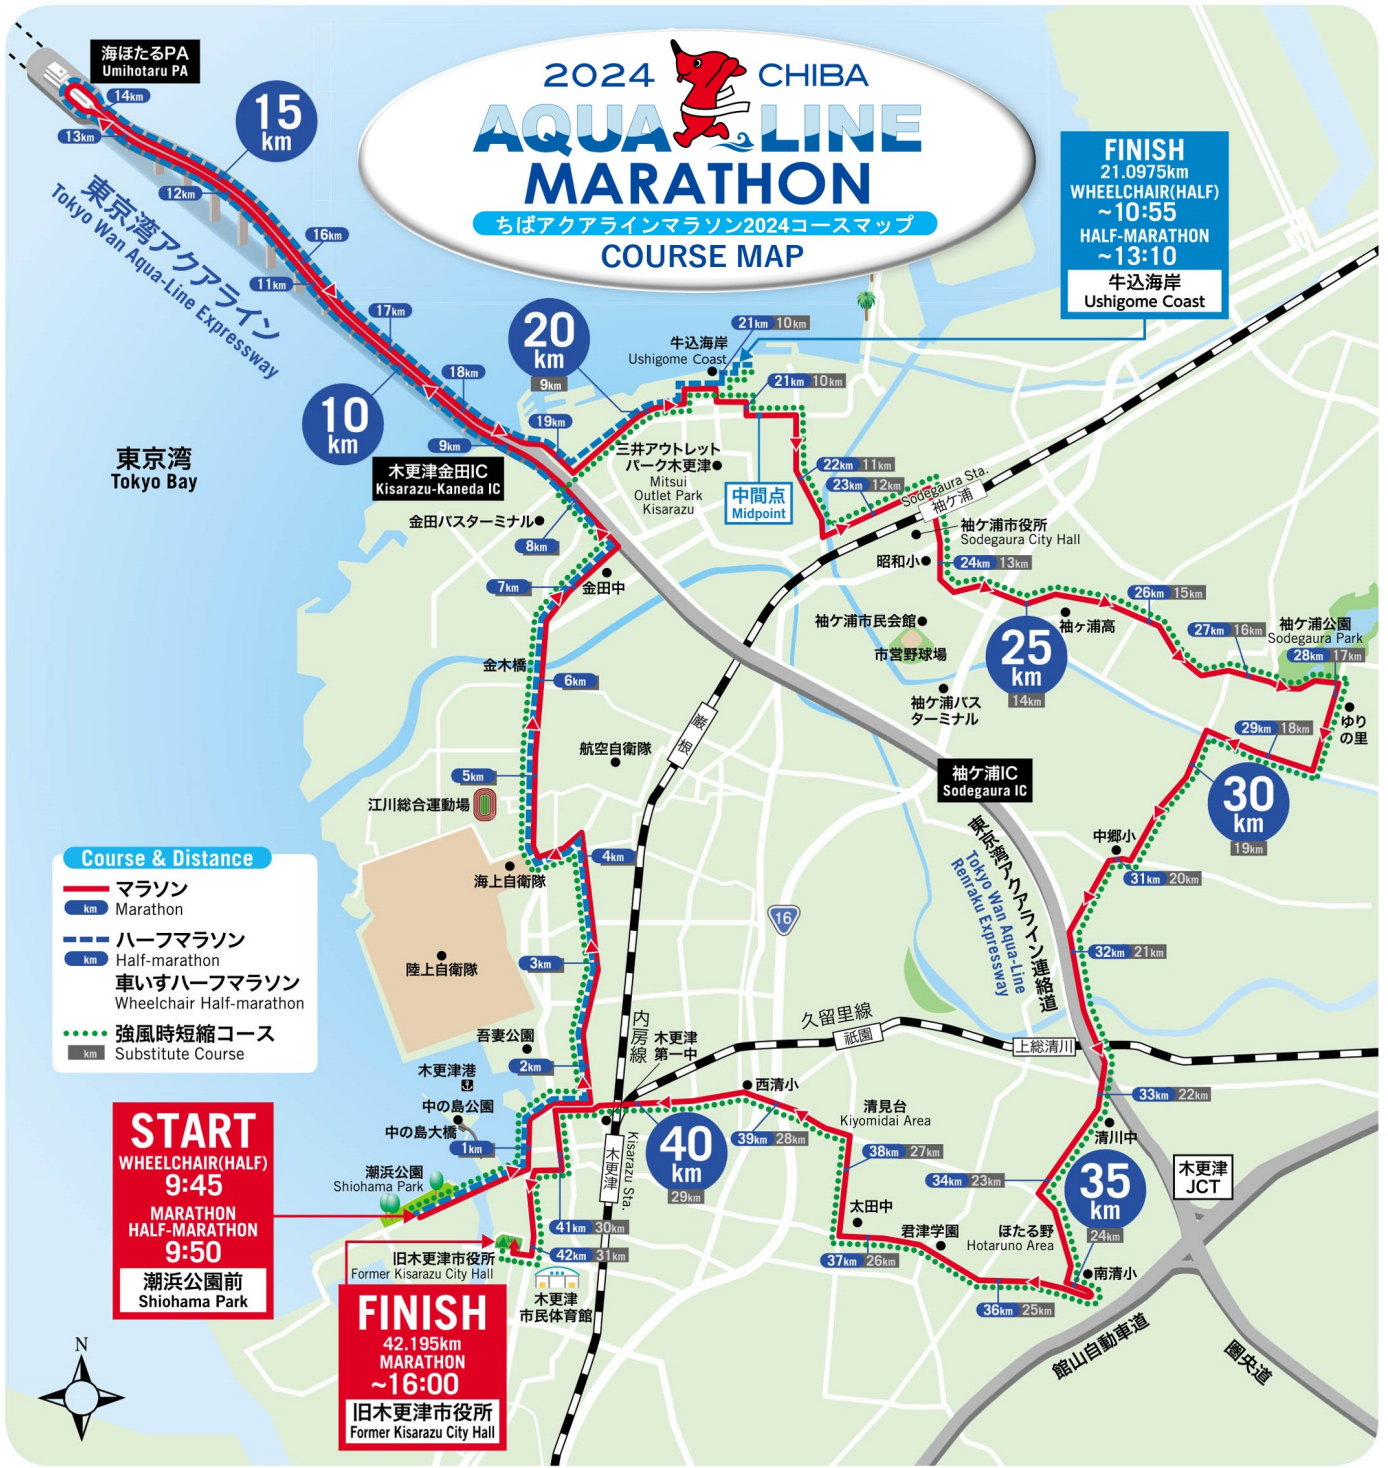 海ほたるPA
Umihotaru PA
14km
13km
15
km
12km
16km
11km
17km
18km
10
km
9km
東京湾アクアライン
Tokyo Wan Aqua-Line Expressway
2024 CHIBA
AQUA LINE
MARATHON
ちばアクアラインマラソン2024コースマップ
COURSE MAP
FINISH
21.0975km
WHEELCHAIR(HALF)
~10:55
HALF-MARATHON
~13:10
牛込海岸
Ushigome Coast
20
km
9km
19km
牛込海岸
Ushigome Coast
21km 10km
21km 10km
東京湾
Tokyo Bay
木更津金田IC
Kisarazu-Kaneda IC
三井アウトレット
パーク木更津
Mitsui
Outlet Park
Kisarazu
中間点
Midpoint
22km 11km
23km 12km
Sodegaura Sta.
袖ケ浦
袖ケ浦市役所
Sodegaura City Hall
昭和小
24km 13km
金田バスターミナル
8km
7km
金田中
金木橋
6km
袖ケ浦市民会館
市営野球場
袖ケ浦バス
ターミナル
25
km
14km
袖ヶ浦高
26km 15km
27km 16km
袖ケ浦公園
Sodegaura Park
28km 17km
ゆり
の里
29km 18km
30
km
19km
巌根
航空自衛隊
5km
江川総合運動場
袖ケ浦IC
Sodegaura IC
東京湾アクアライン連絡道
Tokyo Wan Aqua-Line
Renraku Expressway
中郷小
31km 20km
32km 21km
4km
海上自衛隊
陸上自衛隊
3km
16
Course & Distance
マラソン
km Marathon
ハーフマラソン
km Half-marathon
車いすハーフマラソン
Wheelchair Half-marathon
強風時短縮コース
km Substitute Course
吾妻公園
2km
木更津港
中の島公園
中の島大橋
1km
潮浜公園
Shiohama Park
内房線
木更津
第一中
久留里線
祇園
上総清川
33km 22km
清川中
西清小
39km 28km
清見台
Kiyomidai Area
38km 27km
34km 23km
35
km
24km
木更津
JCT
40
km
29km
Kisarazu Sta.
木更津
太田中
37km 26km
君津学園
ほたる野
Hotaruno Area
南清小
36km 25km
START
WHEELCHAIR(HALF)
9:45
MARATHON
HALF-MARATHON
9:50
潮浜公園前
Shiohama Park
41km 30km
42km 31km
旧木更津市役所
Former Kisarazu City Hall
木更津
市民体育館
FINISH
42.195km
MARATHON
~16:00
旧木更津市役所
Former Kisarazu City Hall
館山自動車道
圏央道
N